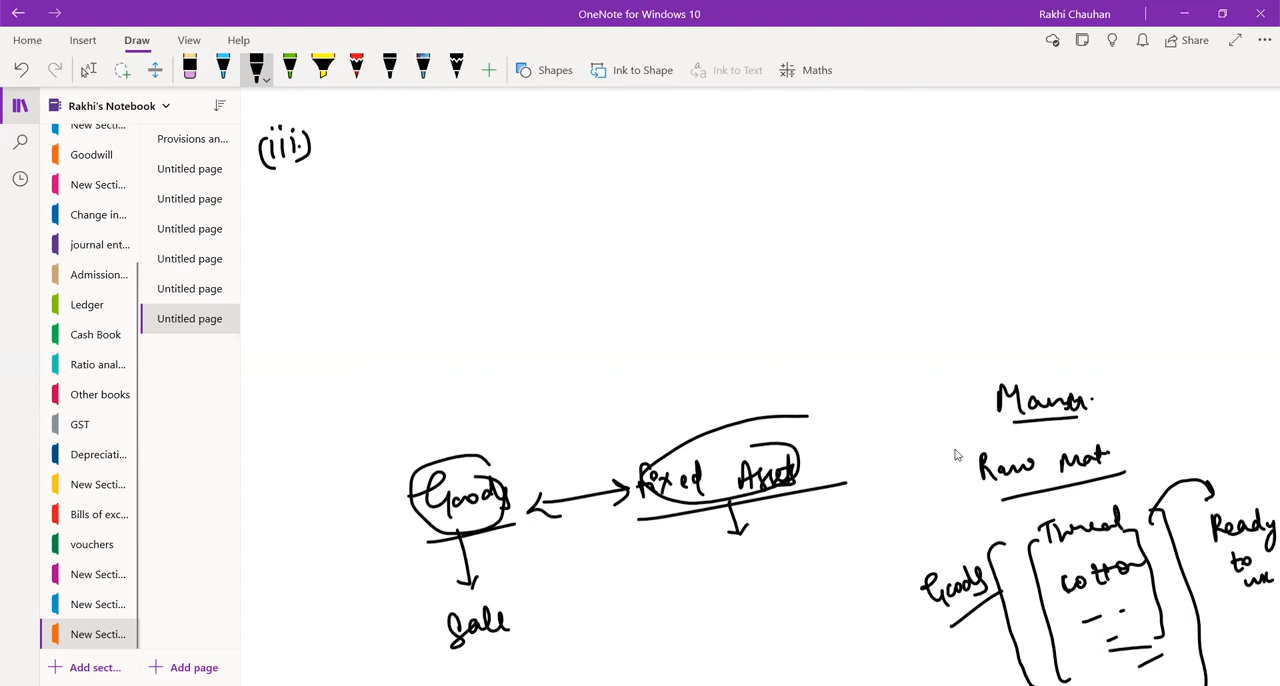 OneNote for Windows 10
Rakhi Chauhan
Home Insert Draw View Help
Share
Shapes Ink to Shape Ink to Text Maths
Rakhi's Notebook
New Secti...
Goodwill
New Secti...
Change in...
journal ent...
Admission...
Ledger
Cash Book
Ratio anal...
Other books
GST
Depreciati...
New Secti...
Bills of exc...
vouchers
New Secti...
New Secti...
New Secti...
Add sect...
Provisions an...
Untitled page
Untitled page
Untitled page
Untitled page
Untitled page
Untitled page
Add page
(iii.)
Goods
fixed Assets
Sale
Raw Mat
Goods
Thread
cotton
Ready
to